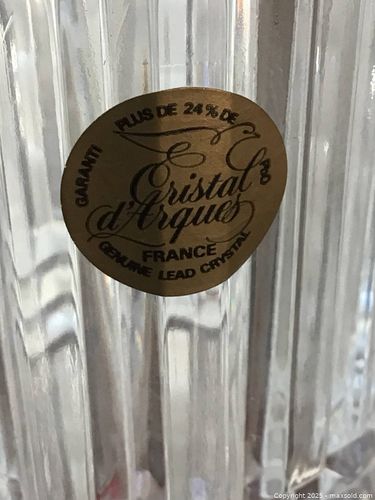 GARANTI PLUS DE 24% DE PbO
Cristal
d'Arques
FRANCE
GENUINE LEAD CRYSTAL
Copyright 2025 - maxsold.com